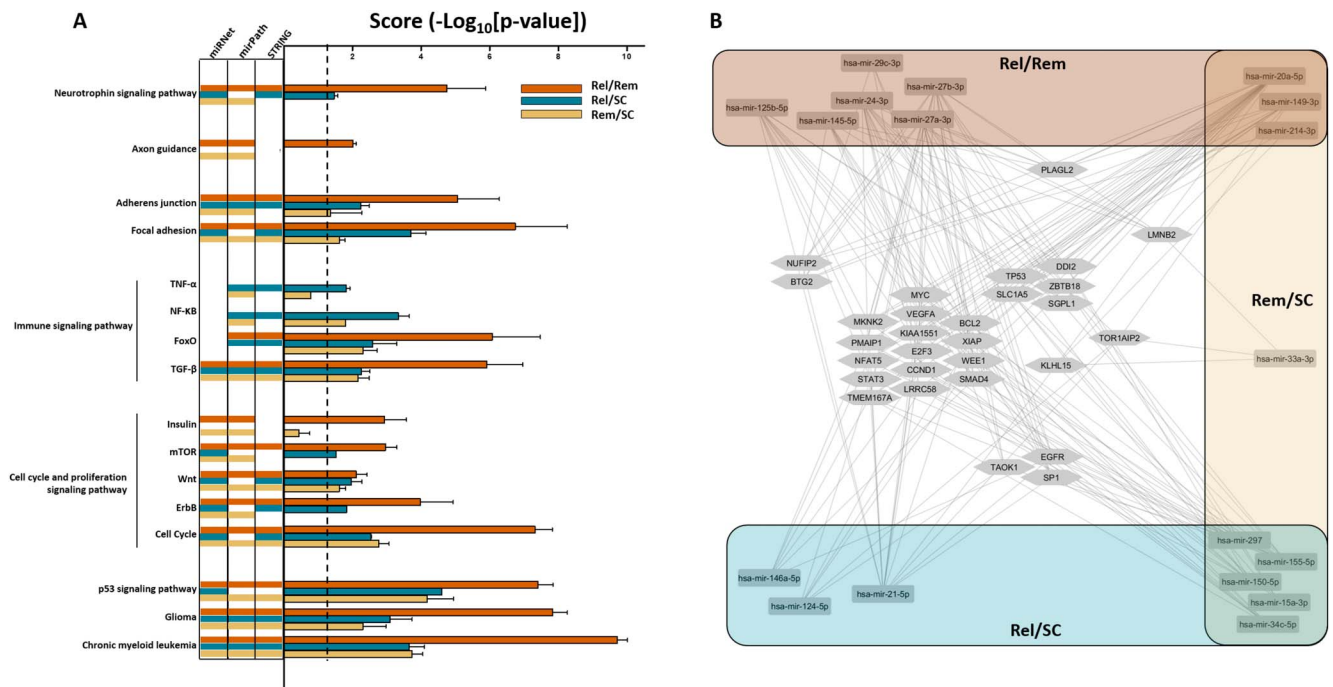 A
Score (-Log10[p-value])
miRNet
mirPath
STRING
2
4
6
8
10
Rel/Rem
Rel/SC
Rem/SC
Neurotrophin signaling pathway
Axon guidance
Adherens junction
Focal adhesion
TNF-α
NF-κB
Immune signaling pathway
FoxO
TGF-β
Insulin
mTOR
Cell cycle and proliferation
signaling pathway
Wnt
ErbB
Cell Cycle
p53 signaling pathway
Glioma
Chronic myeloid leukemia
B
Rel/Rem
hsa-mir-29c-3p
hsa-mir-27b-3p
hsa-mir-24-3p
hsa-mir-125b-5p
hsa-mir-145-5p
hsa-mir-27a-3p
hsa-mir-20a-5p
hsa-mir-149-3p
hsa-mir-214-3p
PLAGL2
LMNB2
NUFIP2
BTG2
TP53
DDI2
SLC1A5
ZBTB18
SGPL1
Rem/SC
MYC
VEGFA
MKNK2
BCL2
KIAA1551
PMAIP1
XIAP
E2F3
NFAT5
WEE1
CCND1
STAT3
SMAD4
LRRC58
TMEM167A
TOR1AIP2
KLHL15
hsa-mir-33a-3p
EGFR
TAOK1
SP1
hsa-mir-297
hsa-mir-155-5p
hsa-mir-150-5p
hsa-mir-15a-3p
hsa-mir-34c-5p
hsa-mir-146a-5p
hsa-mir-124-5p
hsa-mir-21-5p
Rel/SC